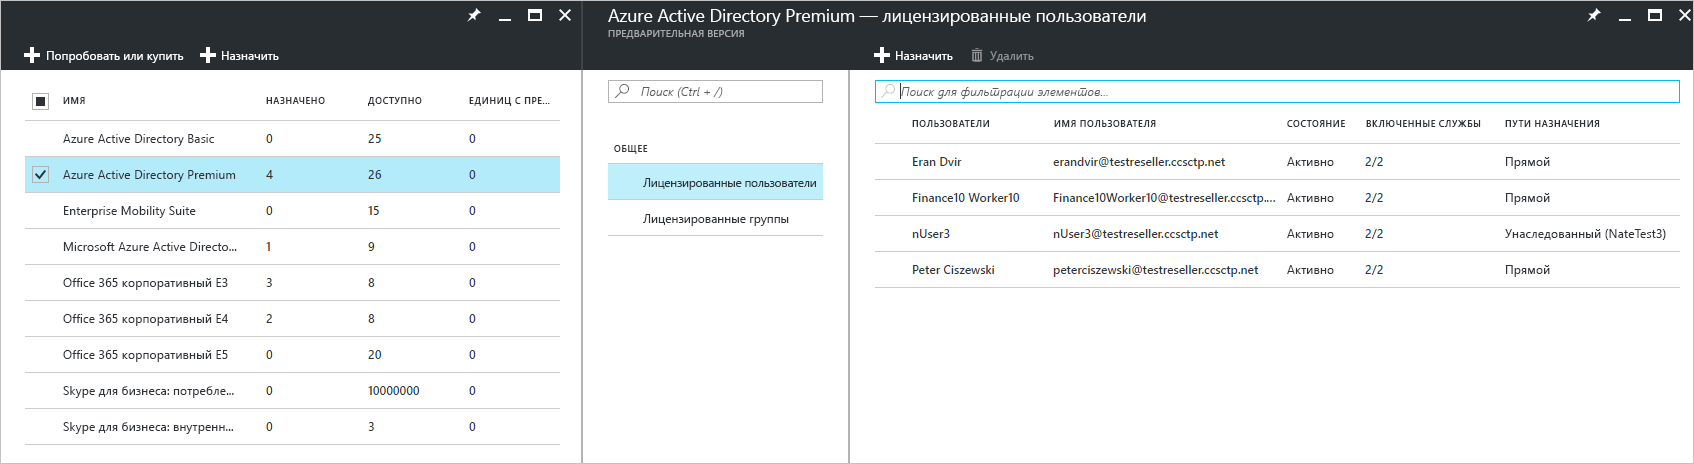 Попробовать или купить Назначить
ИМЯ НАЗНАЧЕНО ДОСТУПНО ЕДИНИЦ С ПРЕ...
Azure Active Directory Basic 0 25 0
Azure Active Directory Premium 4 26 0
Enterprise Mobility Suite 0 15 0
Microsoft Azure Active Directo... 1 9 0
Office 365 корпоративный E3 3 8 0
Office 365 корпоративный E4 2 8 0
Office 365 корпоративный E5 0 20 0
Skype для бизнеса: потребле... 0 10000000 0
Skype для бизнеса: внутренн... 0 3 0
Azure Active Directory Premium — лицензированные пользователи
ПРЕДВАРИТЕЛЬНАЯ ВЕРСИЯ
Поиск (Ctrl + /)
ОБЩЕЕ
Лицензированные пользователи
Лицензированные группы
Назначить Удалить
Поиск для фильтрации элементов...
ПОЛЬЗОВАТЕЛИ ИМЯ ПОЛЬЗОВАТЕЛЯ СОСТОЯНИЕ ВКЛЮЧЕННЫЕ СЛУЖБЫ ПУТИ НАЗНАЧЕНИЯ
Eran Dvir erandvir@testreseller.ccsctp.net Активно 2/2 Прямой
Finance10 Worker10 Finance10Worker10@testreseller.ccsctp.... Активно 2/2 Прямой
nUser3 nUser3@testreseller.ccsctp.net Активно 2/2 Унаследованный (NateTest3)
Peter Ciszewski peterciszewski@testreseller.ccsctp.net Активно 2/2 Прямой